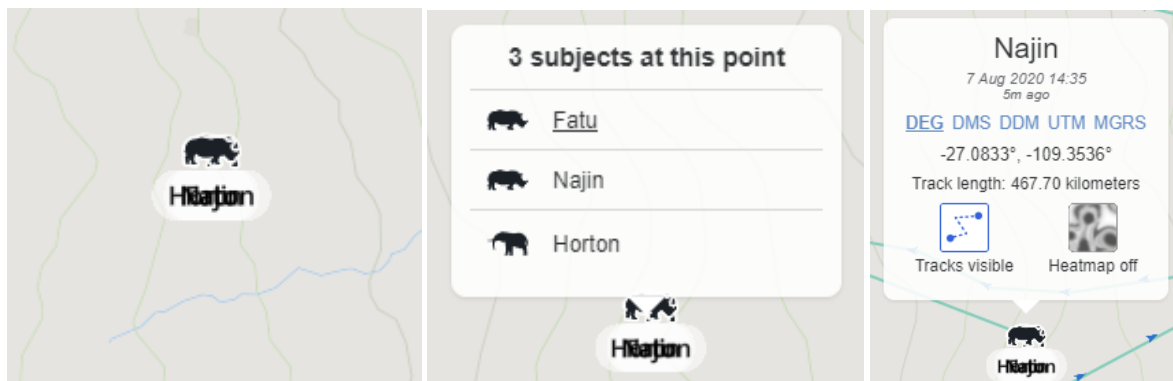 3 subjects at this point
Fatu
Najin
Horton
Najin
7 Aug 2020 14:35
5m ago
DEG DMS DDM UTM MGRS
-27.0833°, -109.3536°
Track length: 467.70 kilometers
Tracks visible Heatmap off